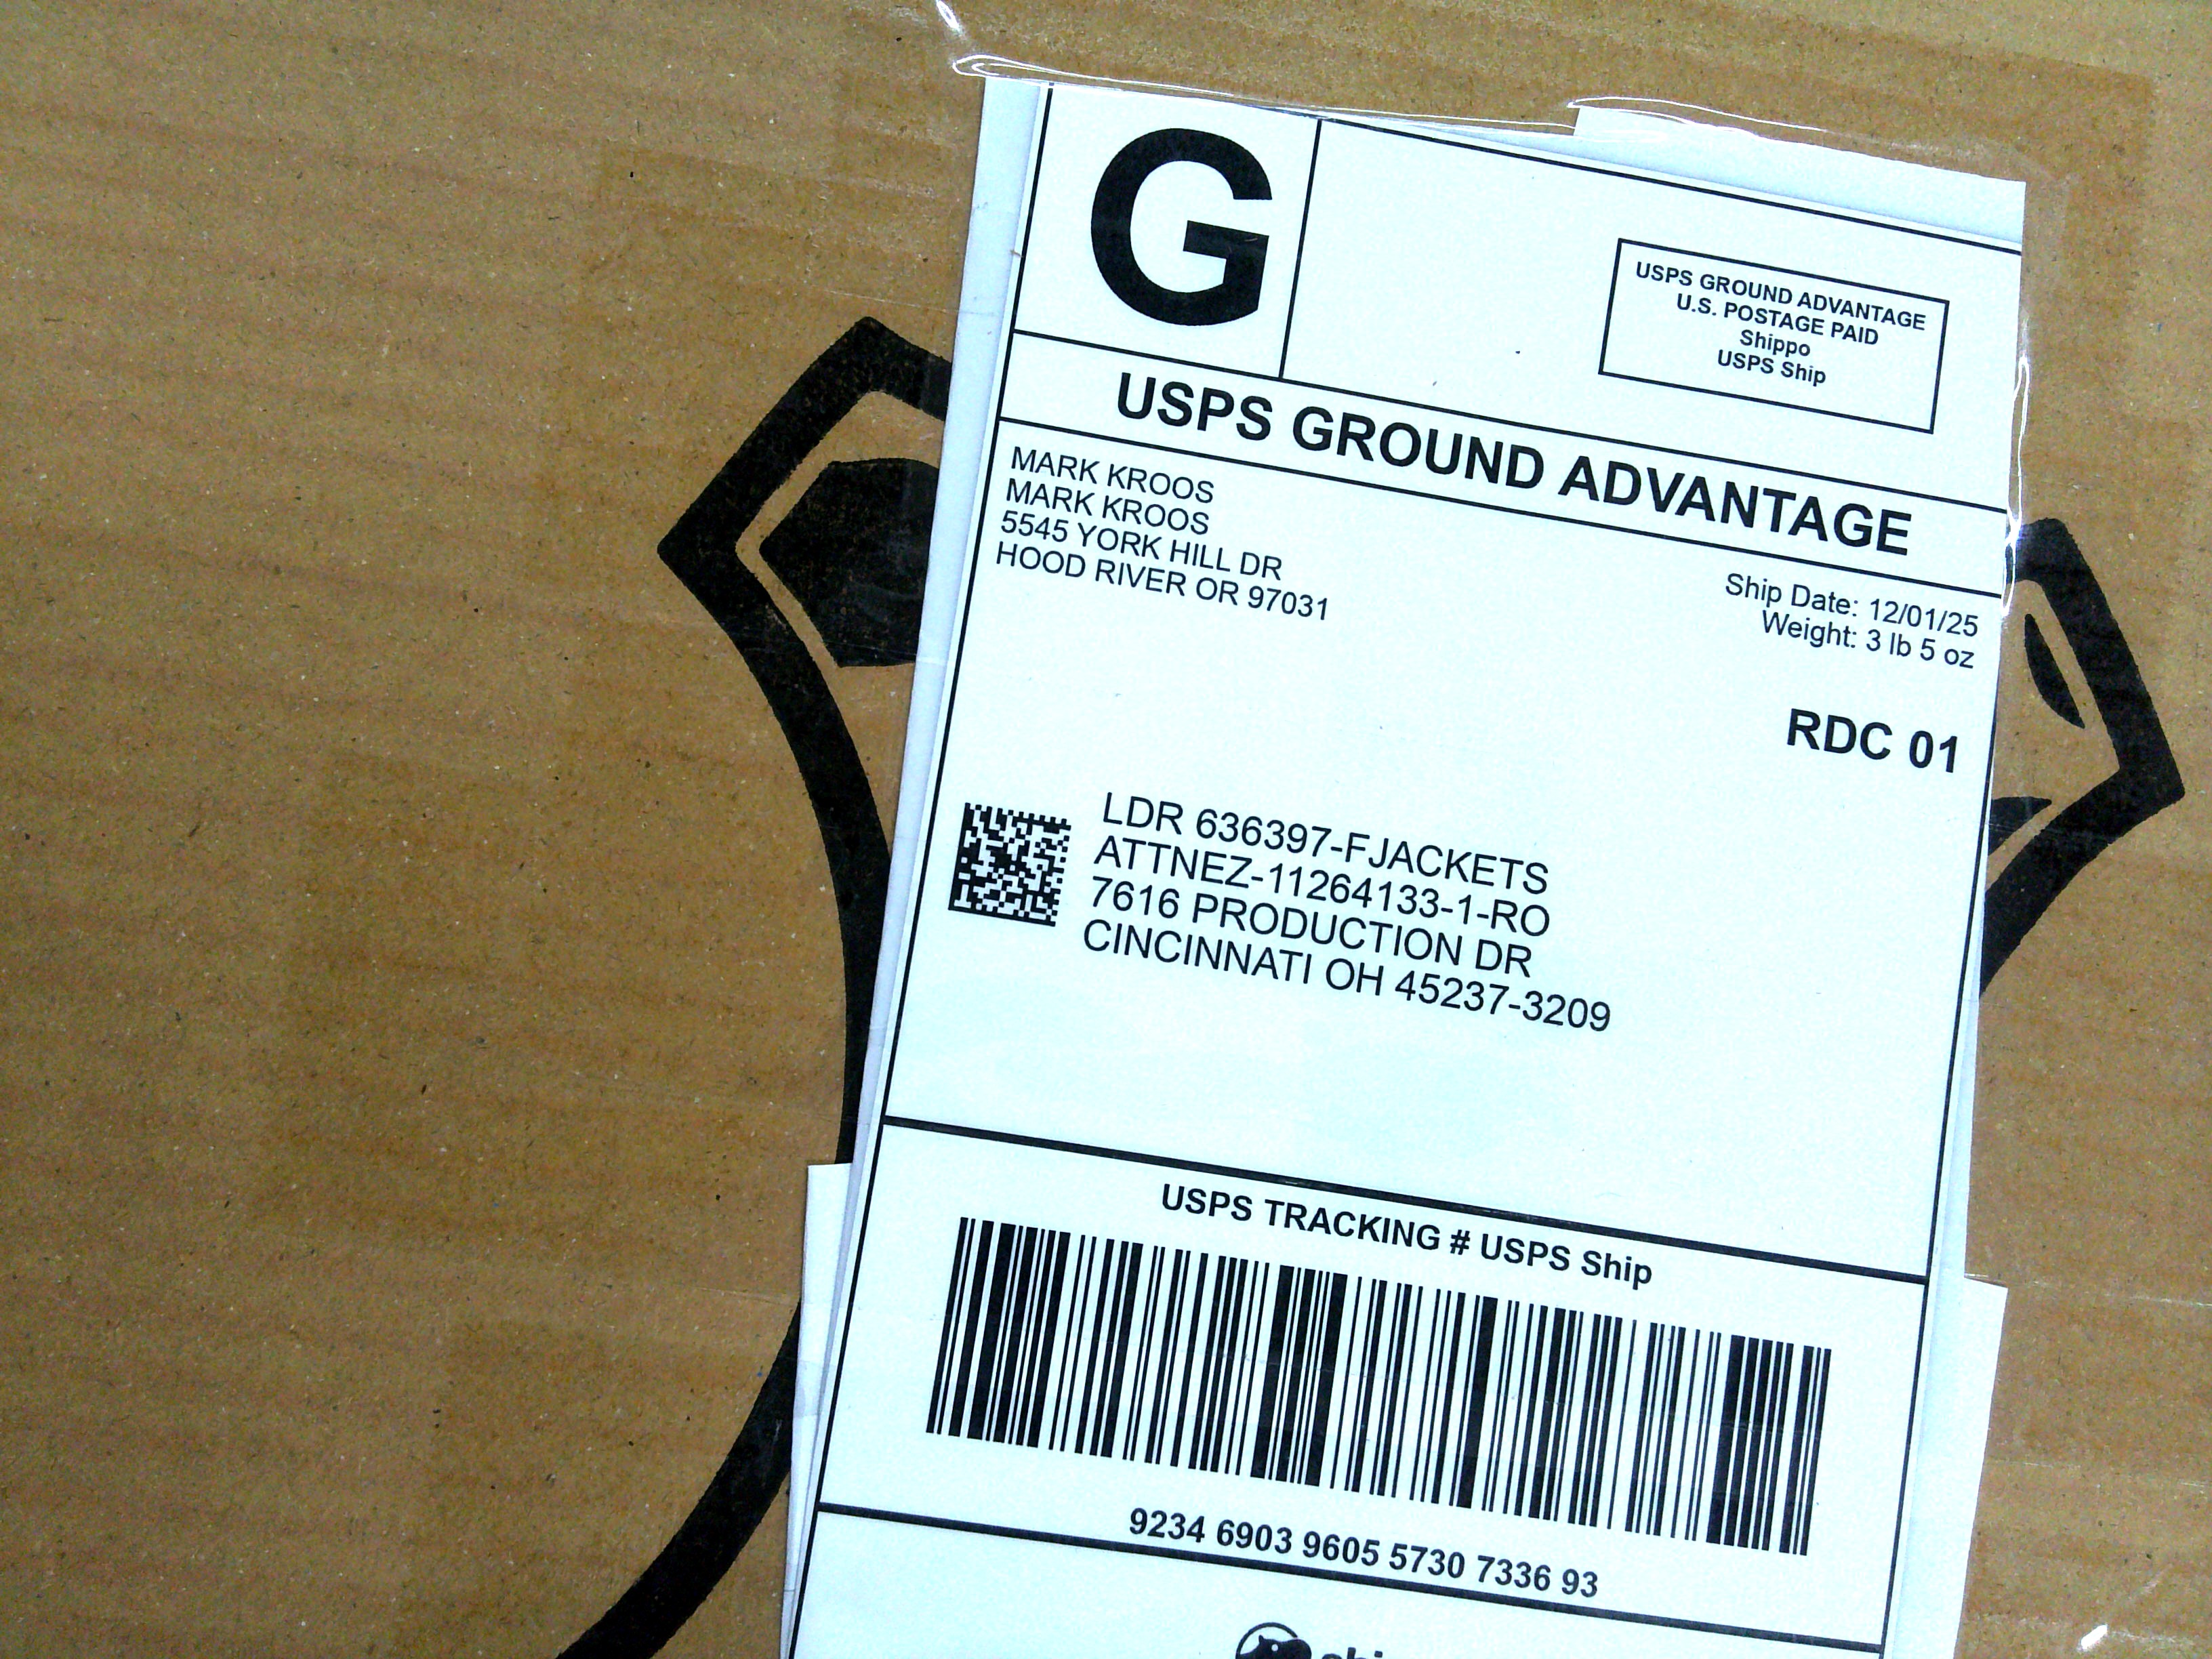 G
USPS GROUND ADVANTAGE
U.S. POSTAGE PAID
Shippo
USPS Ship
USPS GROUND ADVANTAGE
MARK KROOS
MARK KROOS
5545 YORK HILL DR
HOOD RIVER OR 97031
Ship Date: 12/01/25
Weight: 3 lb 5 oz
RDC 01
LDR 636397-FJACKETS
ATTNEZ-11264133-1-RO
7616 PRODUCTION DR
CINCINNATI OH 45237-3209
USPS TRACKING # USPS Ship
9234 6903 9605 5730 7336 93